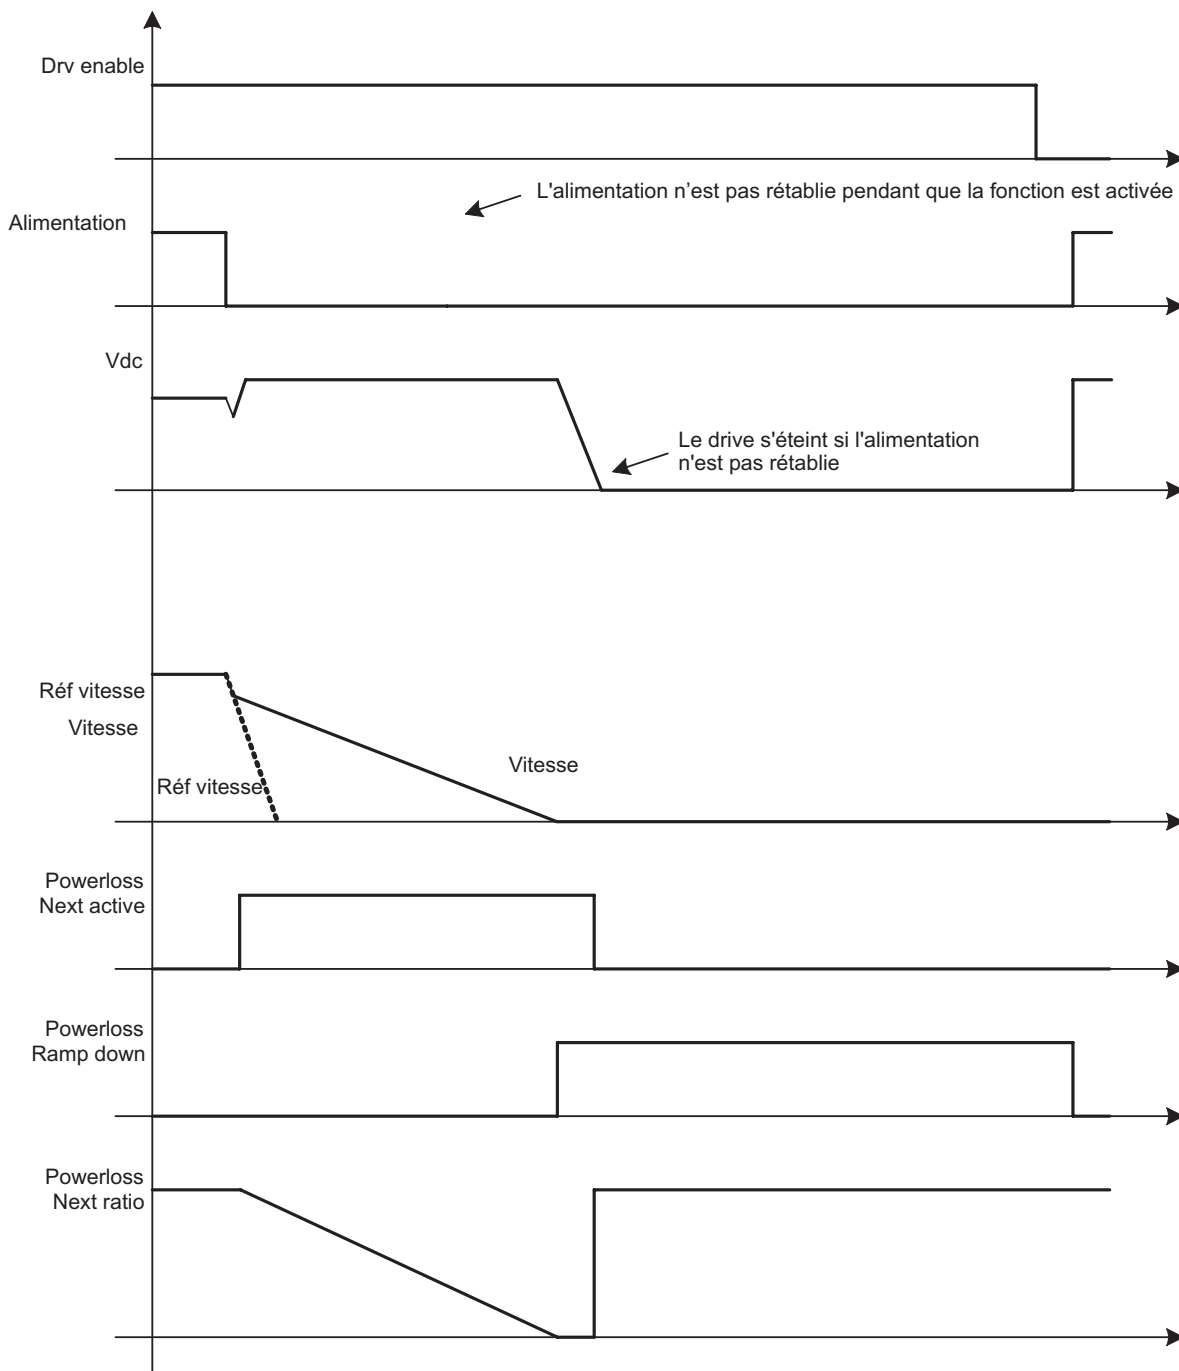 Drv enable
L'alimentation n’est pas rétablie pendant que la fonction est activée
Alimentation
Vdc
Le drive s'éteint si l'alimentation
n'est pas rétablie
Réf vitesse
Vitesse
Vitesse
Réf vitesse
Powerloss
Next active
Powerloss
Ramp down
Powerloss
Next ratio